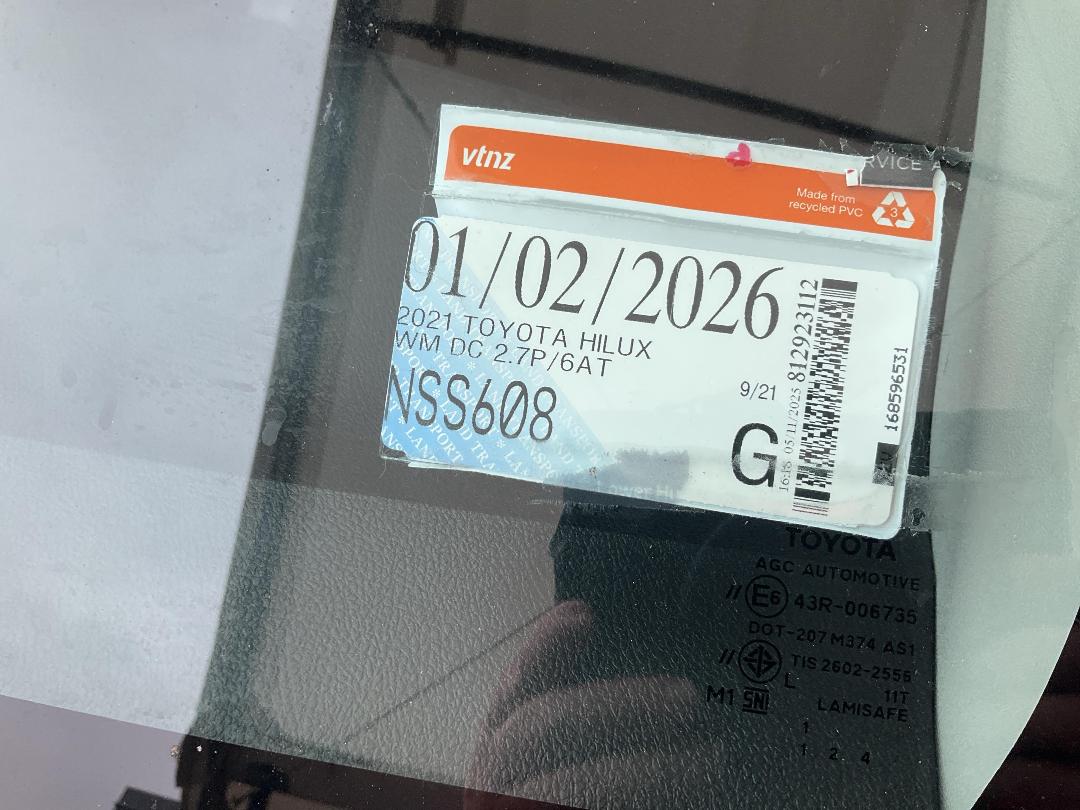 vtnz
RVICE A
Made from
recycled PVC
3
01/02/2026
2021 TOYOTA HILUX
WM DC 2.7P/6AT
NSS608
9/21
G
16:18 05/11/2025 812923112
168596531
TOYOTA
AGC AUTOMOTIVE
// E6 43R-006735
DOT-207 M374 AS1
// TIS 2602-2556
L 11T
M1 SNI LAMISAFE
1
1 2 4